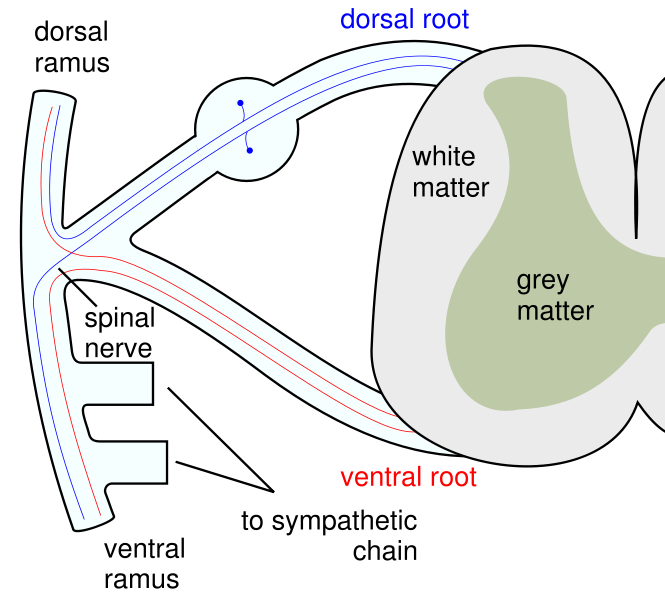 dorsal root
dorsal
ramus
white
matter
grey
matter
spinal
nerve
ventral root
to sympathetic
chain
ventral
ramus